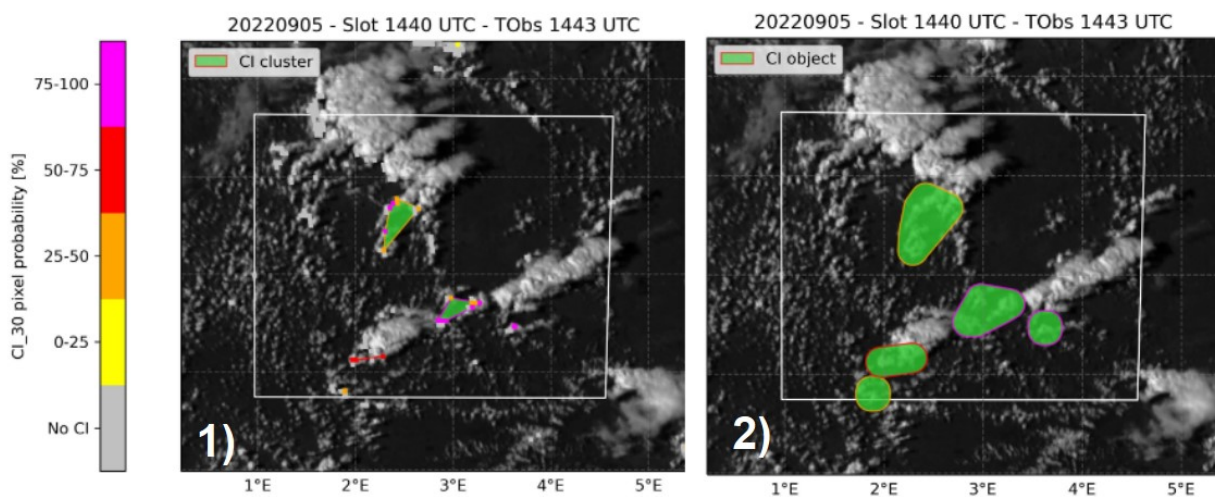 20220905 - Slot 1440 UTC - TObs 1443 UTC
20220905 - Slot 1440 UTC - TObs 1443 UTC
CI_30 pixel probability [%]
75-100
50-75
25-50
0-25
No CI
CI cluster
1)
1°E
2°E
3°E
4°E
5°E
CI object
2)
1°E
2°E
3°E
4°E
5°E